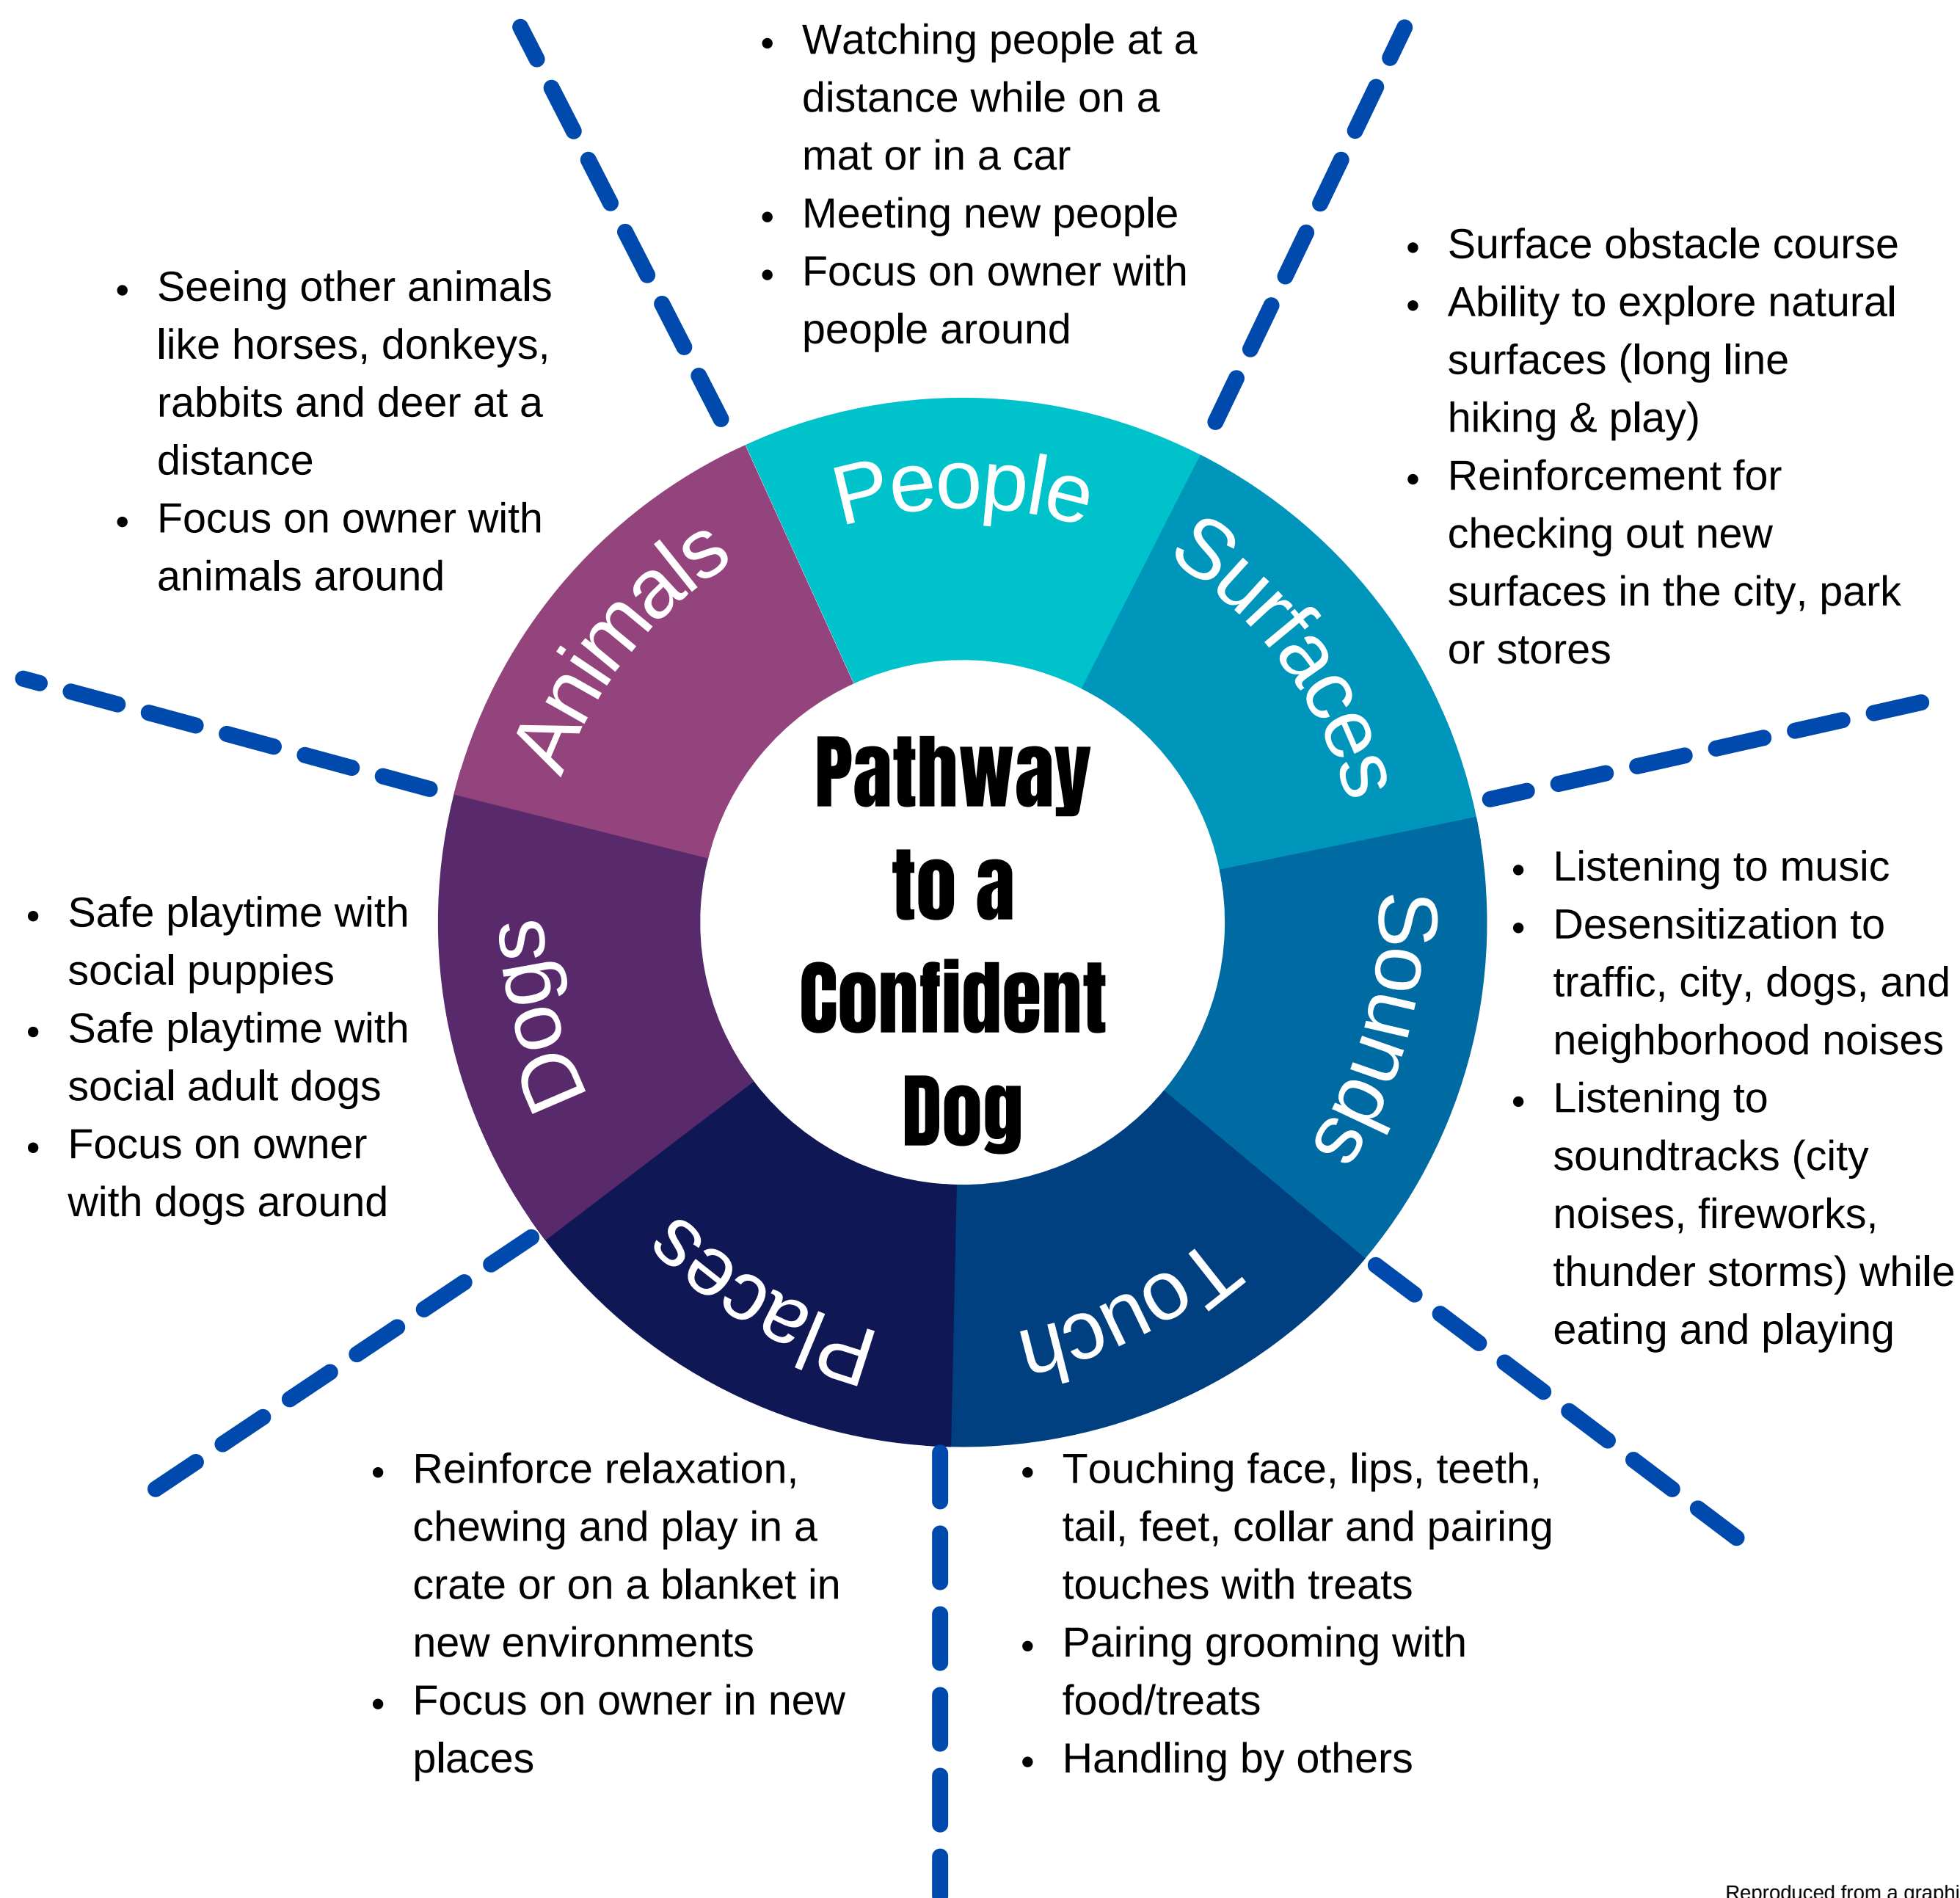 • Watching people at a
distance while on a
mat or in a car
• Meeting new people
• Focus on owner with
people around
• Surface obstacle course
• Ability to explore natural
surfaces (long line
hiking & play)
• Reinforcement for
checking out new
surfaces in the city, park
or stores
• Seeing other animals
like horses, donkeys,
rabbits and deer at a
distance
• Focus on owner with
animals around
People
Surfaces
Animals
Pathway
to a
Confident
Dog
Sounds
Dogs
Touch
Places
• Listening to music
• Desensitization to
traffic, city, dogs, and
neighborhood noises
• Listening to
soundtracks (city
noises, fireworks,
thunder storms) while
eating and playing
• Safe playtime with
social puppies
• Safe playtime with
social adult dogs
• Focus on owner
with dogs around
• Reinforce relaxation,
chewing and play in a
crate or on a blanket in
new environments
• Focus on owner in new
places
• Touching face, lips, teeth,
tail, feet, collar and pairing
touches with treats
• Pairing grooming with
food/treats
• Handling by others
Reproduced from a graphi